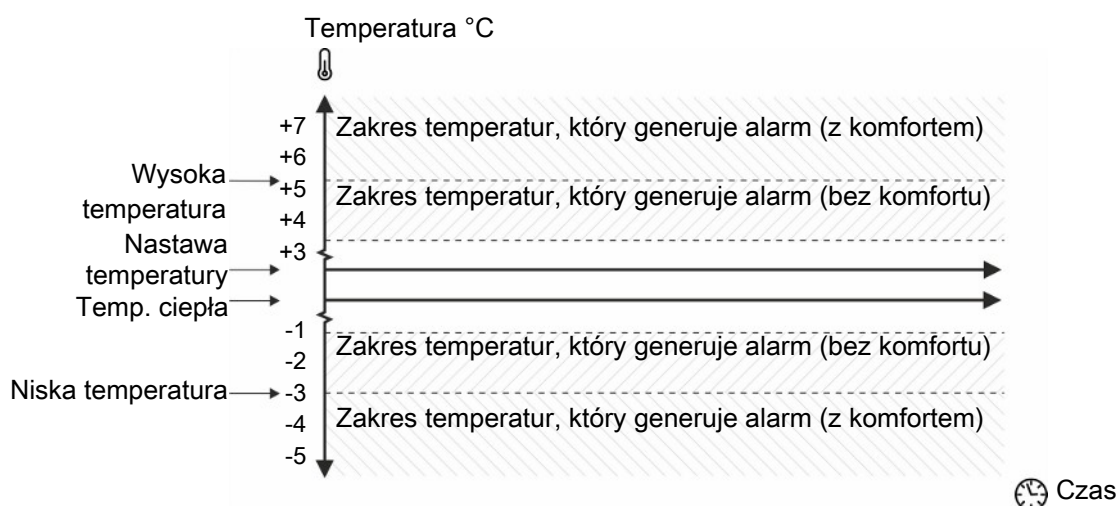 Temperatura °C
+7
Zakres temperatur, który generuje alarm (z komfortem)
+6
Wysoka
temperatura
+5
Zakres temperatur, który generuje alarm (bez komfortu)
+4
Nastawa
temperatury
+3
Temp. ciepła
-1
Zakres temperatur, który generuje alarm (bez komfortu)
-2
Niska temperatura
-3
-4
Zakres temperatur, który generuje alarm (z komfortem)
-5
Czas